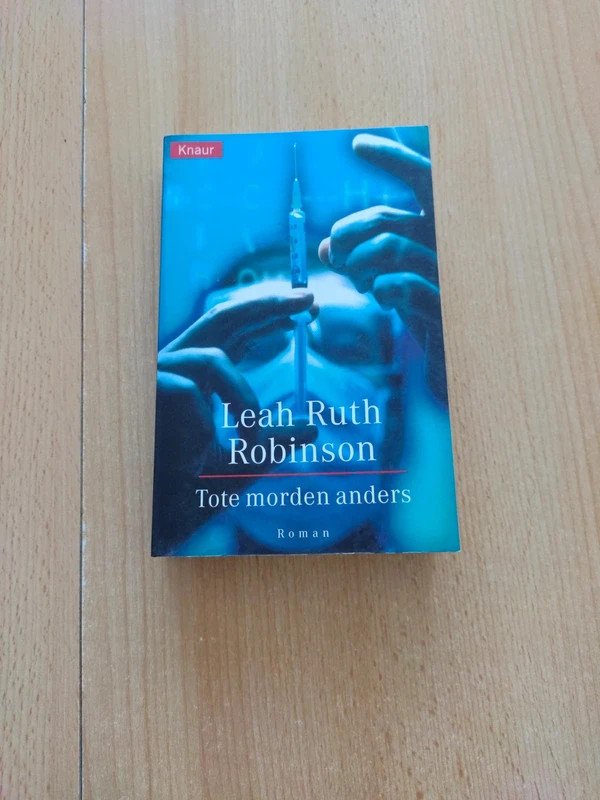 Knaur
Leah Ruth
Robinson
Tote morden anders
Roman